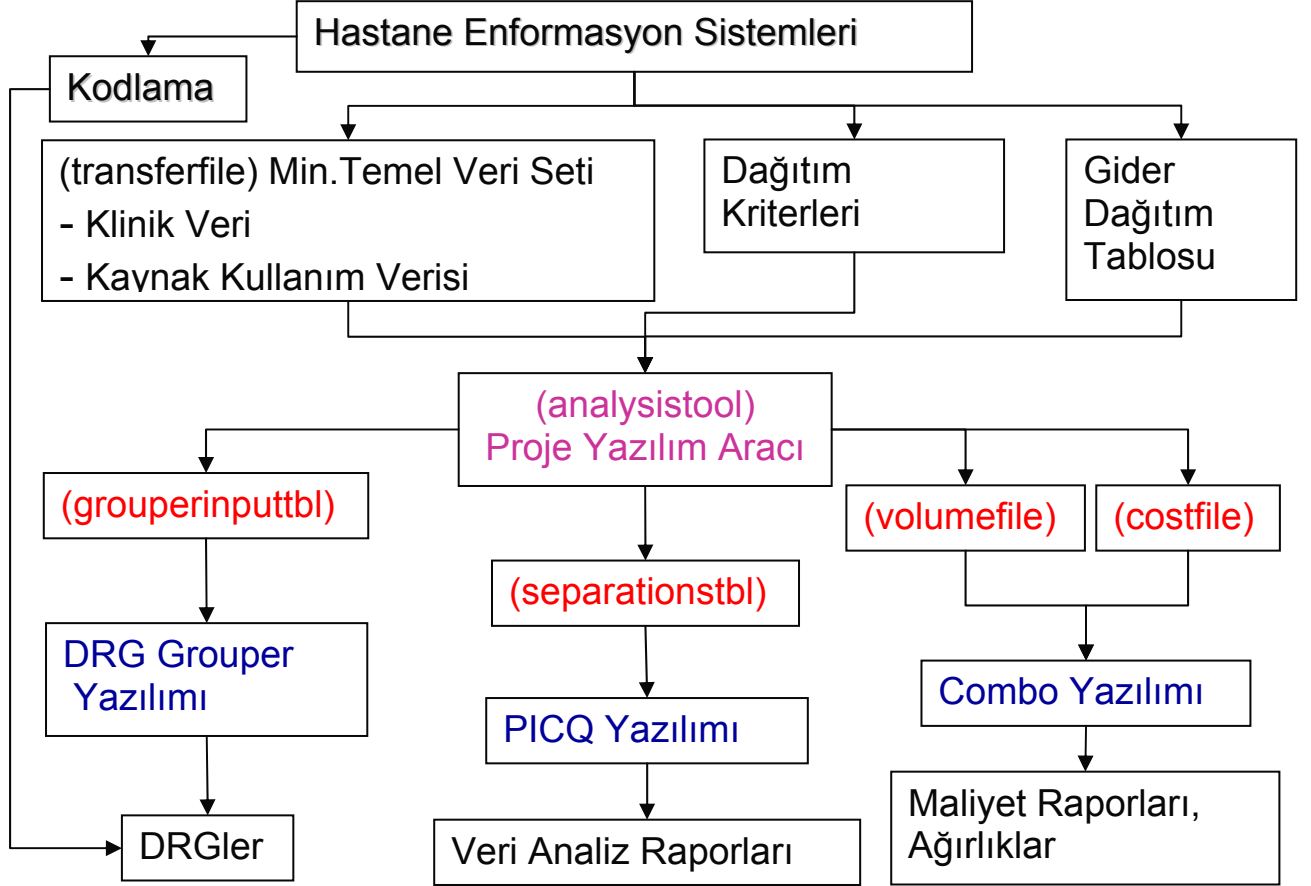 Hastane Enformasyon Sistemleri
Kodlama
(transferfile) Min.Temel Veri Seti
- Klinik Veri
- Kaynak Kullanım Verisi
Dağıtım
Kriterleri
Gider
Dağıtım
Tablosu
(analysistool)
Proje Yazılım Aracı
(grouperinputtbl)
(separationstbl)
(volumefile)
(costfile)
DRG Grouper
Yazılımı
PICQ Yazılımı
Combo Yazılımı
DRGler
Veri Analiz Raporları
Maliyet Raporları,
Ağırlıklar